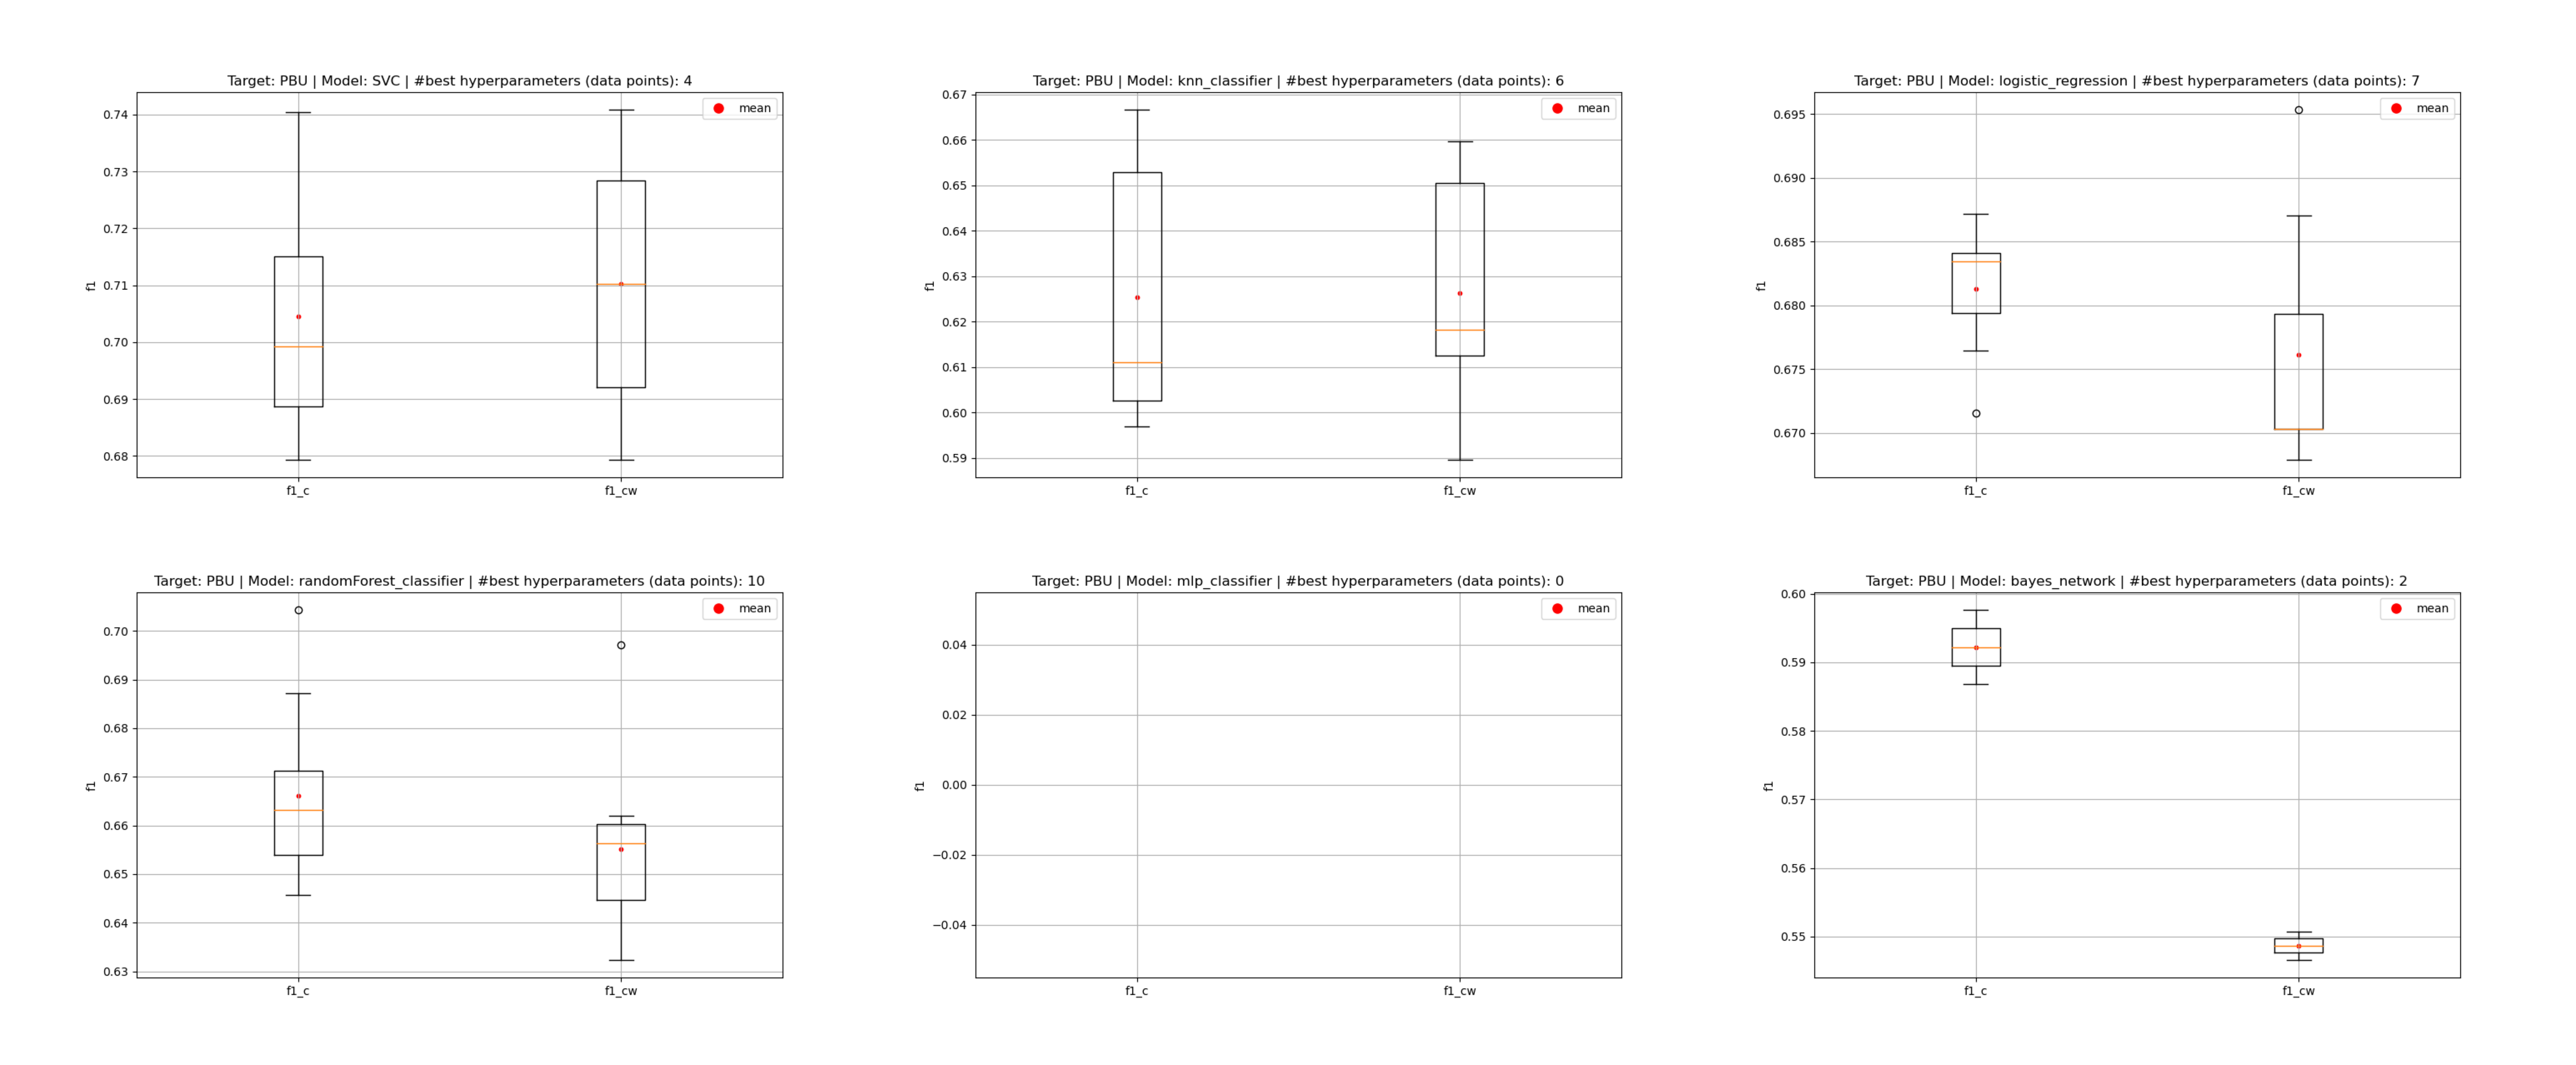 Target: PBU | Model: SVC | #best hyperparameters (data points): 4
mean
0.74
0.73
0.72
0.71
0.70
0.69
0.68
f1
f1_c
f1_cw
Target: PBU | Model: knn_classifier | #best hyperparameters (data points): 6
mean
0.67
0.66
0.65
0.64
0.63
0.62
0.61
0.60
0.59
f1
f1_c
f1_cw
Target: PBU | Model: logistic_regression | #best hyperparameters (data points): 7
mean
0.695
0.690
0.685
0.680
0.675
0.670
f1
f1_c
f1_cw
Target: PBU | Model: randomForest_classifier | #best hyperparameters (data points): 10
mean
0.70
0.69
0.68
0.67
0.66
0.65
0.64
0.63
f1
f1_c
f1_cw
Target: PBU | Model: mlp_classifier | #best hyperparameters (data points): 0
mean
0.04
0.02
0.00
−0.02
−0.04
f1
f1_c
f1_cw
Target: PBU | Model: bayes_network | #best hyperparameters (data points): 2
mean
0.60
0.59
0.58
0.57
0.56
0.55
f1
f1_c
f1_cw